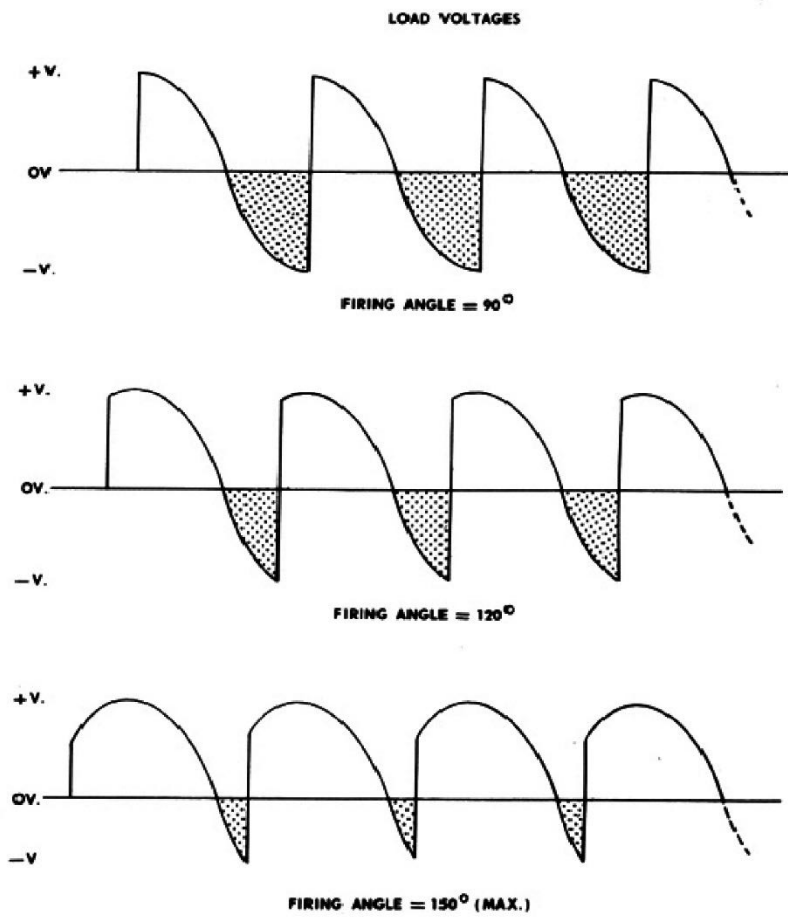 LOAD VOLTAGES
+V.
OV
—V.
FIRING ANGLE = 90°
+V.
OV.
—V.
FIRING ANGLE = 120°
+V.
OV.
—V
FIRING ANGLE = 150° (MAX.)